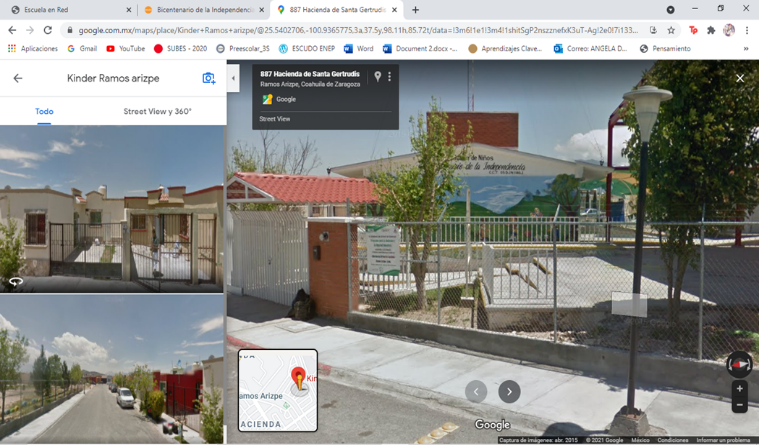 Escuela en Red
Bicentenario de la Independenci
887 Hacienda de Santa Gertrudis
google.com.mx/maps/place/Kinder+Ramos+arizpe/@25.5402706,-100.9365775,3a,37.5y,98.11h,85.72t/data=!3m6!1e1!3m4!1shitSgP2nszznefxK3uT-Ag!2e0!7i133...
Aplicaciones
Gmail
YouTube
SUBES - 2020
Preescolar_3S
ESCUDO ENEP
Word
Document 2.docx -...
Aprendizajes Clave...
Correo: ANGELA D...
Pensamiento
Kinder Ramos arizpe
Todo
Street View y 360°
887 Hacienda de Santa Gertrudis
Ramos Arizpe, Coahuila de Zaragoza
Google
Street View
de Niños
de la Independencia
Kin
amos Arizpe
ACIENDA
Google
Captura de imágenes: abr. 2015
© 2021 Google
México
Condiciones
Informar un problema